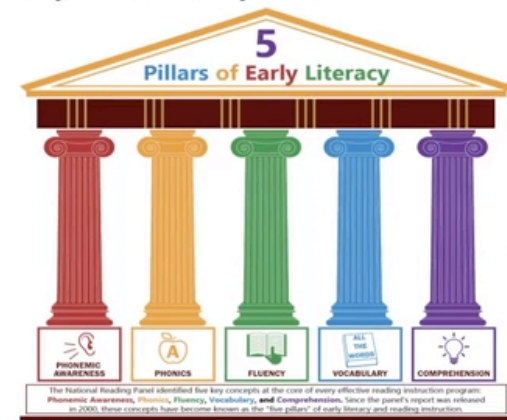 5
Pillars of Early Literacy
PHONEMIC
AWARENESS
A
PHONICS
FLUENCY
ALL
THE
WORDS
VOCABULARY
COMPREHENSION
The National Reading Panel identified five key concepts at the core of every effective reading instruction program:
Phonemic Awareness, Phonics, Fluency, Vocabulary, and Comprehension. Since the panel's report was released
in 2000, these concepts have become known as the "five pillars" of early literacy and reading instruction.